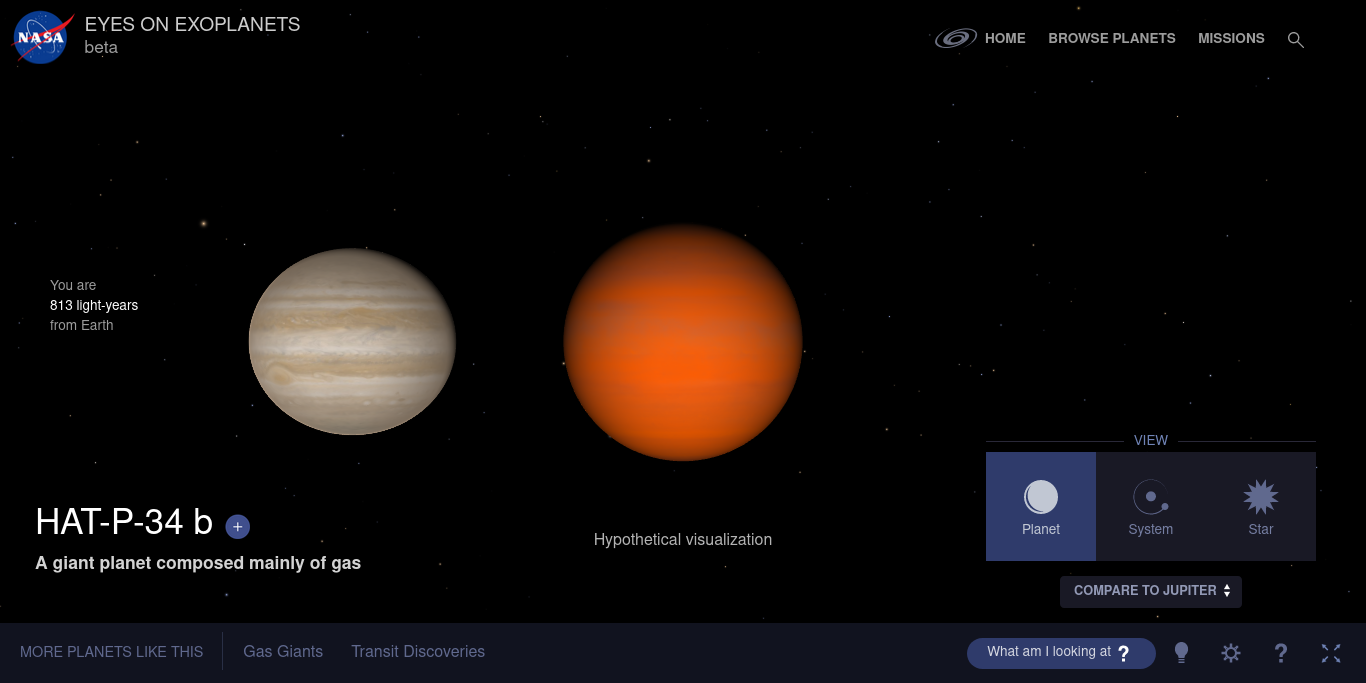 NASA
EYES ON EXOPLANETS
beta
HOME
BROWSE PLANETS
MISSIONS
You are
813 light-years
from Earth
VIEW
Planet
System
Star
HAT-P-34 b +
A giant planet composed mainly of gas
Hypothetical visualization
COMPARE TO JUPITER
MORE PLANETS LIKE THIS
Gas Giants
Transit Discoveries
What am I looking at ?
?